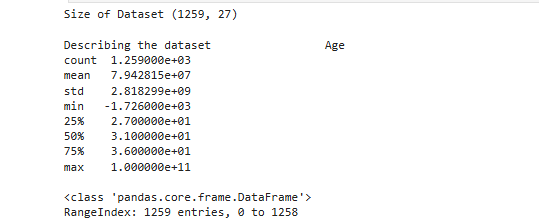 Size of Dataset (1259, 27)
Describing the dataset Age
count 1.259000e+03
mean 7.942815e+07
std 2.818299e+09
min -1.726000e+03
25% 2.700000e+01
50% 3.100000e+01
75% 3.600000e+01
max 1.000000e+11
<class 'pandas.core.frame.DataFrame'>
RangeIndex: 1259 entries, 0 to 1258